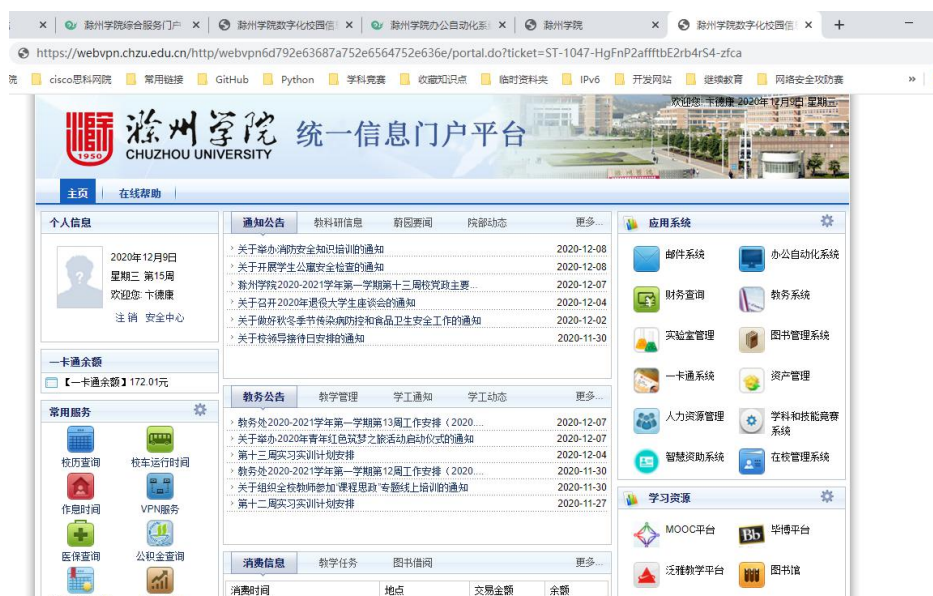 滁州学院综合服务门户 ×
滁州学院数字化校园信 ×
滁州学院办公自动化系 ×
滁州学院 ×
滁州学院数字化校园信 ×
https://webvpn.chzu.edu.cn/http/webvpn6d792e63687a752e6564752e636e/portal.do?ticket=ST-1047-HgFnP2affftbE2rb4rS4-zfca
院 cisco思科网院 常用链接 GitHub Python 学科竞赛 收藏知识点 临时资料夹 IPv6 开发网站 继续教育 网络安全攻防赛 »
欢迎您: 卞德康 2020年12月9日 星期三
1950
滁州学院
CHUZHOU UNIVERSITY
统一信息门户平台
主页 在线帮助
个人信息
2020年12月9日
星期三 第15周
欢迎您: 卞德康
注销 安全中心
一卡通余额
【一卡通余额】172.01元
常用服务
校历查询 校车运行时间
作息时间 VPN服务
医保查询 公积金查询
通知公告 教科研信息 蔚园要闻 院部动态 更多...
关于举办消防安全知识培训的通知 2020-12-08
关于开展学生公寓安全检查的通知 2020-12-08
滁州学院2020-2021学年第一学期第十三周校党政主要... 2020-12-07
关于召开2020年退役大学生座谈会的通知 2020-12-04
关于做好秋冬季节传染病防控和食品卫生安全工作的通知 2020-12-02
关于校领导接待日安排的通知 2020-11-30
教务公告 教学管理 学工通知 学工动态 更多...
教务处2020-2021学年第一学期第13周工作安排（2020.... 2020-12-07
关于举办2020年青年红色筑梦之旅活动启动仪式的通知 2020-12-07
第十三周实习实训计划安排 2020-12-04
教务处2020-2021学年第一学期第12周工作安排（2020.... 2020-11-30
关于组织全校教师参加"课程思政"专题线上培训的通知 2020-11-30
第十二周实习实训计划安排 2020-11-27
消费信息 教学任务 图书借阅 更多...
消费时间 地点 交易金额 余额
应用系统
邮件系统 办公自动化系统
财务查询 教务系统
实验室管理 图书管理系统
一卡通系统 资产管理
人力资源管理 学科和技能竞赛
系统
智慧资助系统 在校管理系统
学习资源
MOOC平台 Bb 毕博平台
泛雅教学平台 图书馆